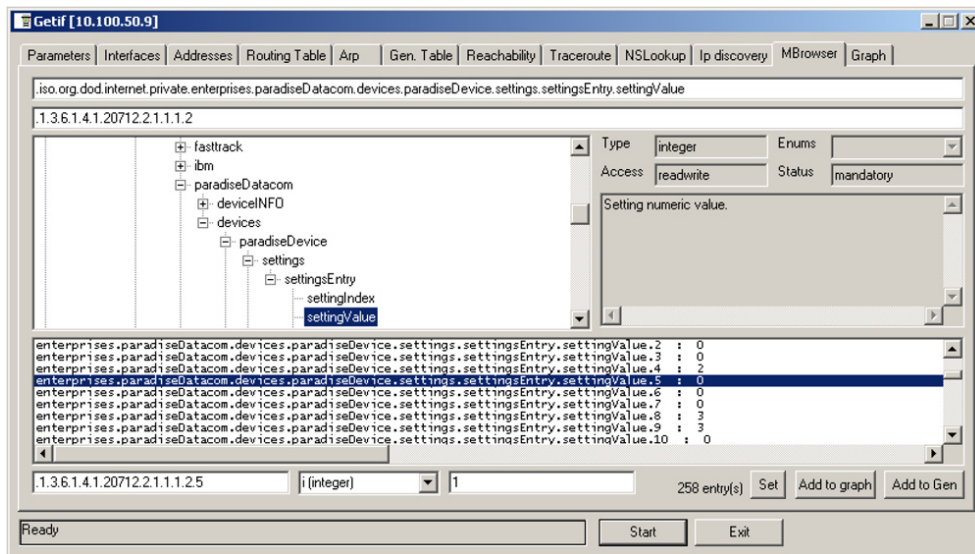 Getif [10.100.50.9]
Parameters Interfaces Addresses Routing Table Arp Gen. Table Reachability Traceroute NSLookup Ip discovery MBrowser Graph
.iso.org.dod.internet.private.enterprises.paradiseDatacom.devices.paradiseDevice.settings.settingsEntry.settingValue
.1.3.6.1.4.1.20712.2.1.1.1.2
fasttrack
ibm
paradiseDatacom
deviceINFO
devices
paradiseDevice
settings
settingsEntry
settingIndex
settingValue
Type integer Enums
Access readwrite Status mandatory
Setting numeric value.
enterprises.paradiseDatacom.devices.paradiseDevice.settings.settingsEntry.settingValue.2 : 0
enterprises.paradiseDatacom.devices.paradiseDevice.settings.settingsEntry.settingValue.3 : 0
enterprises.paradiseDatacom.devices.paradiseDevice.settings.settingsEntry.settingValue.4 : 2
enterprises.paradiseDatacom.devices.paradiseDevice.settings.settingsEntry.settingValue.5 : 0
enterprises.paradiseDatacom.devices.paradiseDevice.settings.settingsEntry.settingValue.6 : 0
enterprises.paradiseDatacom.devices.paradiseDevice.settings.settingsEntry.settingValue.7 : 0
enterprises.paradiseDatacom.devices.paradiseDevice.settings.settingsEntry.settingValue.8 : 3
enterprises.paradiseDatacom.devices.paradiseDevice.settings.settingsEntry.settingValue.9 : 3
enterprises.paradiseDatacom.devices.paradiseDevice.settings.settingsEntry.settingValue.10 : 0
.1.3.6.1.4.1.20712.2.1.1.1.2.5 i (integer) 1 258 entry(s) Set Add to graph Add to Gen
Ready Start Exit